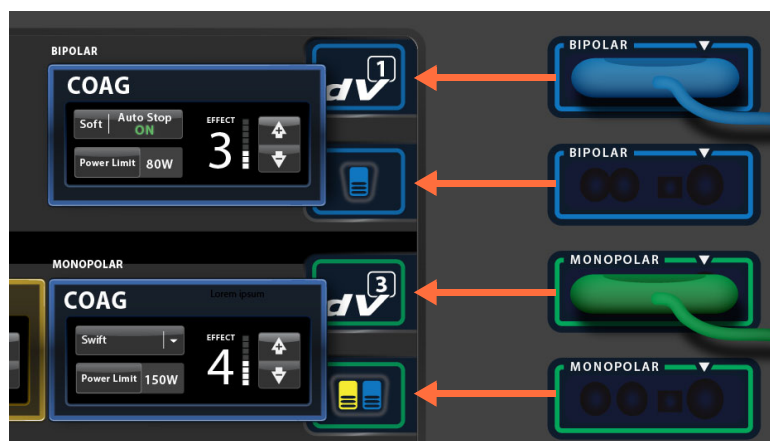 BIPOLAR
COAG
Soft
Auto Stop
ON
Power Limit 80W
EFFECT
3
1
dV
BIPOLAR
BIPOLAR
MONOPOLAR
COAG
Lorem ipsum
Swift
Power Limit 150W
EFFECT
4
3
dV
MONOPOLAR
MONOPOLAR